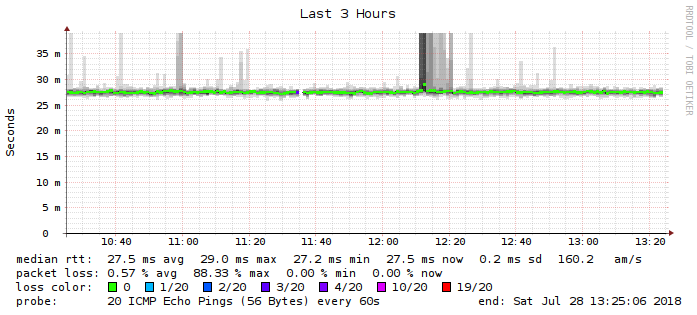 Last 3 Hours
RRDTOOL / TOBI OETIKER
Seconds
35 m
30 m
25 m
20 m
15 m
10 m
5 m
0
10:40 11:00 11:20 11:40 12:00 12:20 12:40 13:00 13:20
median rtt: 27.5 ms avg 29.0 ms max 27.2 ms min 27.5 ms now 0.2 ms sd 160.2 am/s
packet loss: 0.57 % avg 88.33 % max 0.00 % min 0.00 % now
loss color: 0 1/20 2/20 3/20 4/20 10/20 19/20
probe: 20 ICMP Echo Pings (56 Bytes) every 60s end: Sat Jul 28 13:25:06 2018